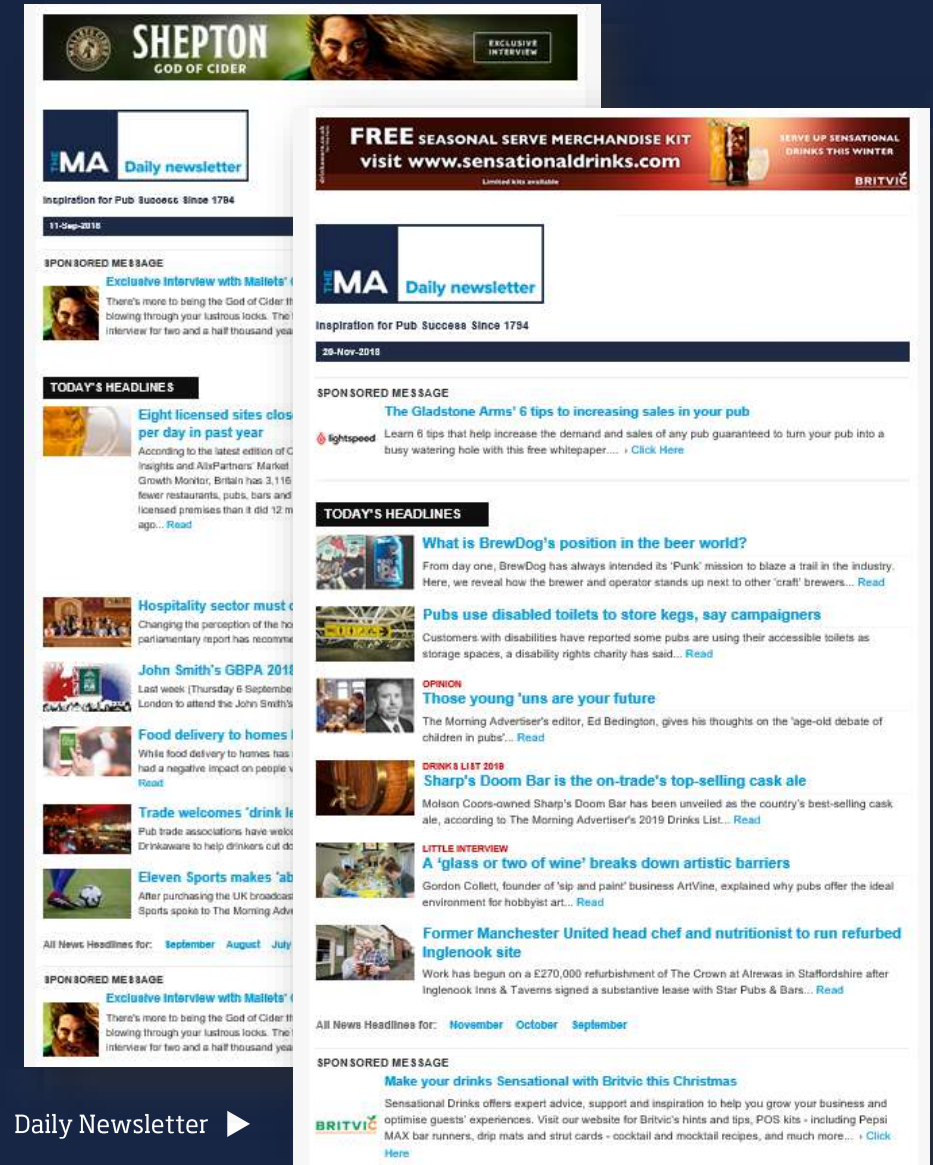 SHEPTON
GOD OF CIDER
EXCLUSIVE
INTERVIEW
THE MA Daily newsletter
Inspiration for Pub Success Since 1794
11-Sep-2018
SPONSORED MESSAGE
Exclusive Interview with Mallets'
There's more to being the God of Cider
blowing through your lustrous locks. The
interview for two and a half thousand
TODAY'S HEADLINES
Eight licensed sites
per day in past year
According to the latest edition of
Insights and AlixPartners' Market
Growth Monitor, Britain has 3,116
fewer restaurants, pubs, bars and
licensed premises than it did 12
ago... Read
Hospitality sector must
Changing the perception of the
parliamentary report has
John Smith's GBPA 2018
Last week (Thursday 6
London to attend the John Smith's
Food delivery to homes
While food delivery to homes has
had a negative impact on people
Read
Trade welcomes 'drink
Pub trade associations have
Drinkaware to help drinkers cut
Eleven Sports makes
After purchasing the UK
Sports spoke to The Morning
All News Headlines for: September August July
SPONSORED MESSAGE
Exclusive Interview with Mallets'
There's more to being the God of Cider
blowing through your lustrous locks. The
interview for two and a half thousand
drinkaware.co.uk
FREE SEASONAL SERVE MERCHANDISE KIT
visit www.sensationaldrinks.com
Limited kits available
SERVE UP SENSATIONAL
DRINKS THIS WINTER
BRITVIČ
THE MA Daily newsletter
Inspiration for Pub Success Since 1794
20-Nov-2018
SPONSORED MESSAGE
The Gladstone Arms' 6 tips to increasing sales in your pub
lightspeed
Learn 6 tips that help increase the demand and sales of any pub guaranteed to turn your pub into a
busy watering hole with this free whitepaper.... › Click Here
TODAY'S HEADLINES
What is BrewDog's position in the beer world?
From day one, BrewDog has always intended its 'Punk' mission to blaze a trail in the industry.
Here, we reveal how the brewer and operator stands up next to other 'craft' brewers... Read
Pubs use disabled toilets to store kegs, say campaigners
Customers with disabilities have reported some pubs are using their accessible toilets as
storage spaces, a disability rights charity has said... Read
OPINION
Those young 'uns are your future
The Morning Advertiser's editor, Ed Bedington, gives his thoughts on the 'age-old debate of
children in pubs'... Read
DRINKS LIST 2019
Sharp's Doom Bar is the on-trade's top-selling cask ale
Molson Coors-owned Sharp's Doom Bar has been unveiled as the country's best-selling cask
ale, according to The Morning Advertiser's 2019 Drinks List... Read
LITTLE INTERVIEW
A 'glass or two of wine' breaks down artistic barriers
Gordon Collett, founder of 'sip and paint' business ArtVine, explained why pubs offer the ideal
environment for hobbyist art... Read
Former Manchester United head chef and nutritionist to run refurbed
Inglenook site
Work has begun on a £270,000 refurbishment of The Crown at Alrewas in Staffordshire after
Inglenook Inns & Taverns signed a substantive lease with Star Pubs & Bars... Read
All News Headlines for: November October September
SPONSORED MESSAGE
Make your drinks Sensational with Britvic this Christmas
BRITVIČ
Sensational Drinks offers expert advice, support and inspiration to help you grow your business and
optimise guests' experiences. Visit our website for Britvic's hints and tips, POS kits - including Pepsi
MAX bar runners, drip mats and strut cards - cocktail and mocktail recipes, and much more... › Click
Here
Daily Newsletter